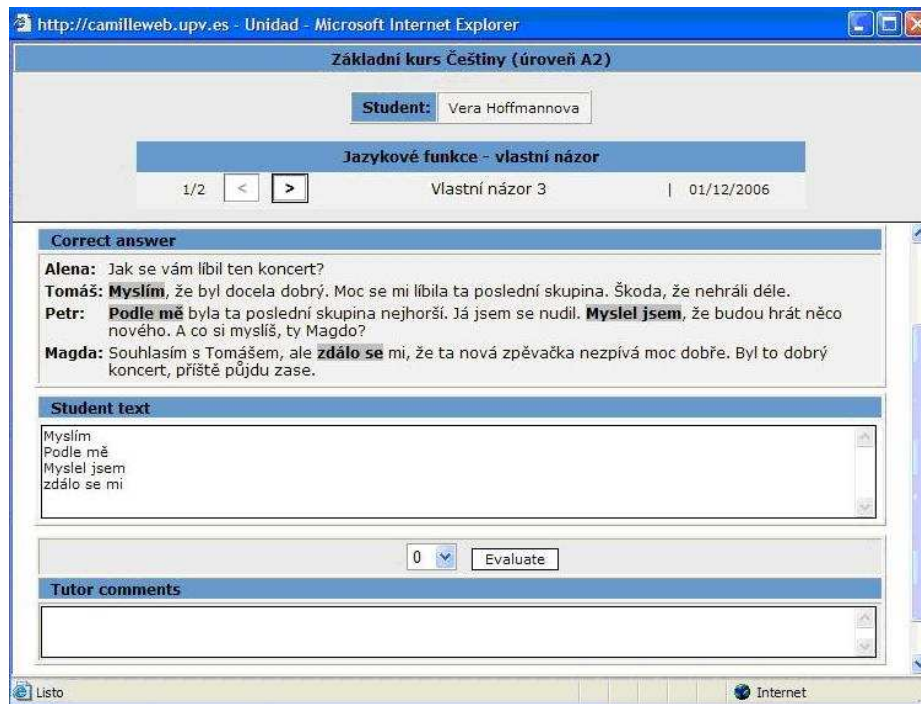 http://camilleweb.upv.es - Unidad - Microsoft Internet Explorer
Základní kurs Češtiny (úroveň A2)
Student: Vera Hoffmannova
Jazykové funkce - vlastní názor
1/2 < > Vlastní názor 3 | 01/12/2006
Correct answer
Alena: Jak se vám líbil ten koncert?
Tomáš: Myslím, že byl docela dobrý. Moc se mi líbila ta poslední skupina. Škoda, že nehráli déle.
Petr: Podle mě byla ta poslední skupina nejhorší. Já jsem se nudil. Myslel jsem, že budou hrát něco
nového. A co si myslíš, ty Magdo?
Magda: Souhlasím s Tomášem, ale zdálo se mi, že ta nová zpěvačka nezpívá moc dobře. Byl to dobrý
koncert, příště půjdu zase.
Student text
Myslím
Podle mě
Myslel jsem
zdálo se mi
0 Evaluate
Tutor comments
Listo Internet